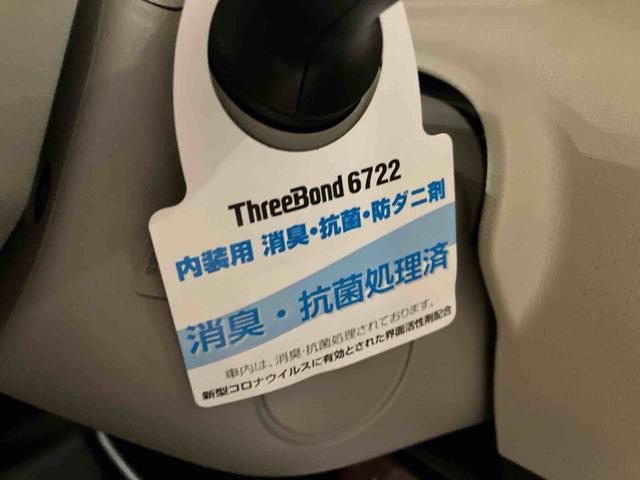 ThreeBond 6722
内装用 消臭・抗菌・防ダニ剤
消臭・抗菌処理済
車内は、消臭・抗菌処理されております。
新型コロナウイルスに有効とされた界面活性剤配合